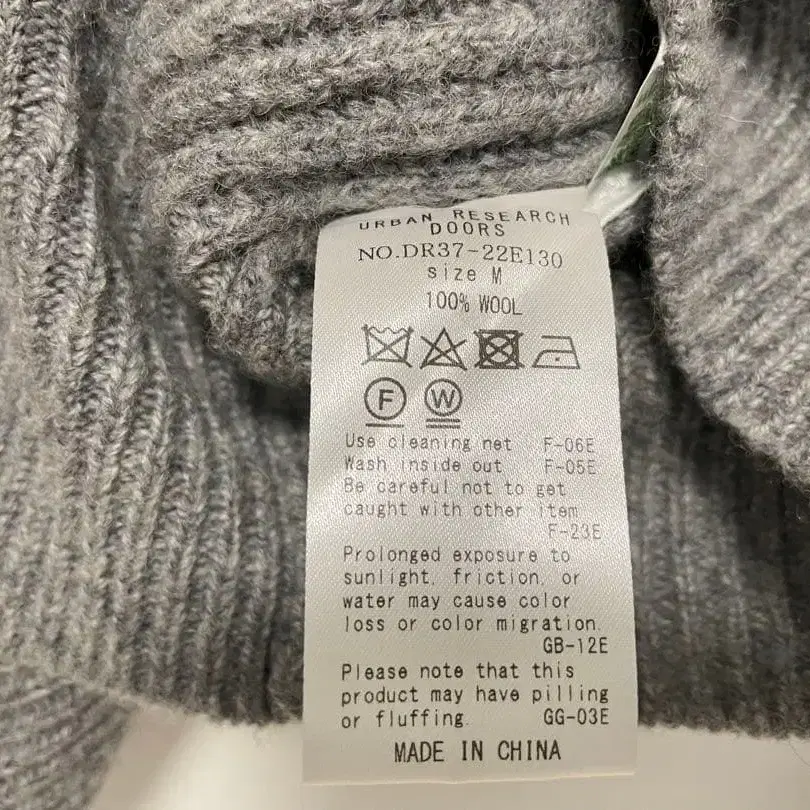 URBAN RESEARCH
DOORS
NO.DR37-22E130
size M
100% WOOL
F W
Use cleaning net F-06E
Wash inside out F-05E
Be careful not to get
caught with other item
F-23E
Prolonged exposure to
sunlight, friction, or
water may cause color
loss or color migration.
GB-12E
Please note that this
product may have pilling
or fluffing. GG-03E
MADE IN CHINA